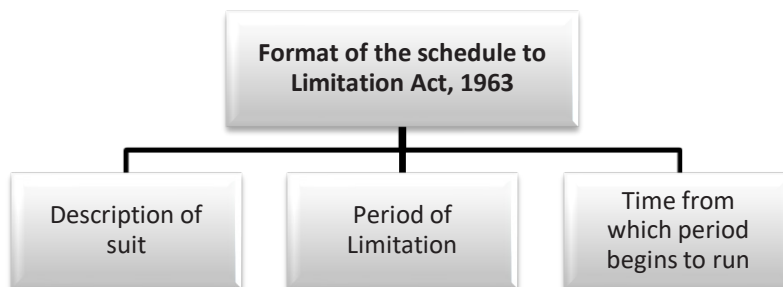 Format of the schedule to
Limitation Act, 1963
Description of
suit
Period of
Limitation
Time from
which period
begins to run